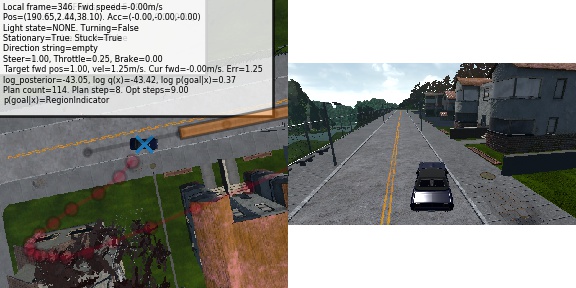 Local frame=346. Fwd speed=-0.00m/s
Pos=(190.65,2.44,38.10). Acc=(-0.00,-0.00,-0.00)
Light state=NONE. Turning=False
Stationary=True. Stuck=True
Direction string=empty
Steer=1.00, Throttle=0.25, Brake=0.00
Target fwd pos=1.00, vel=1.25m/s. Cur fwd=-0.00m/s. Err=1.25
log_posterior=-43.05, log q(x)=-43.42, log p(goal|x)=0.37
Plan count=114. Plan step=8. Opt steps=9.00
p(goal|x)=RegionIndicator